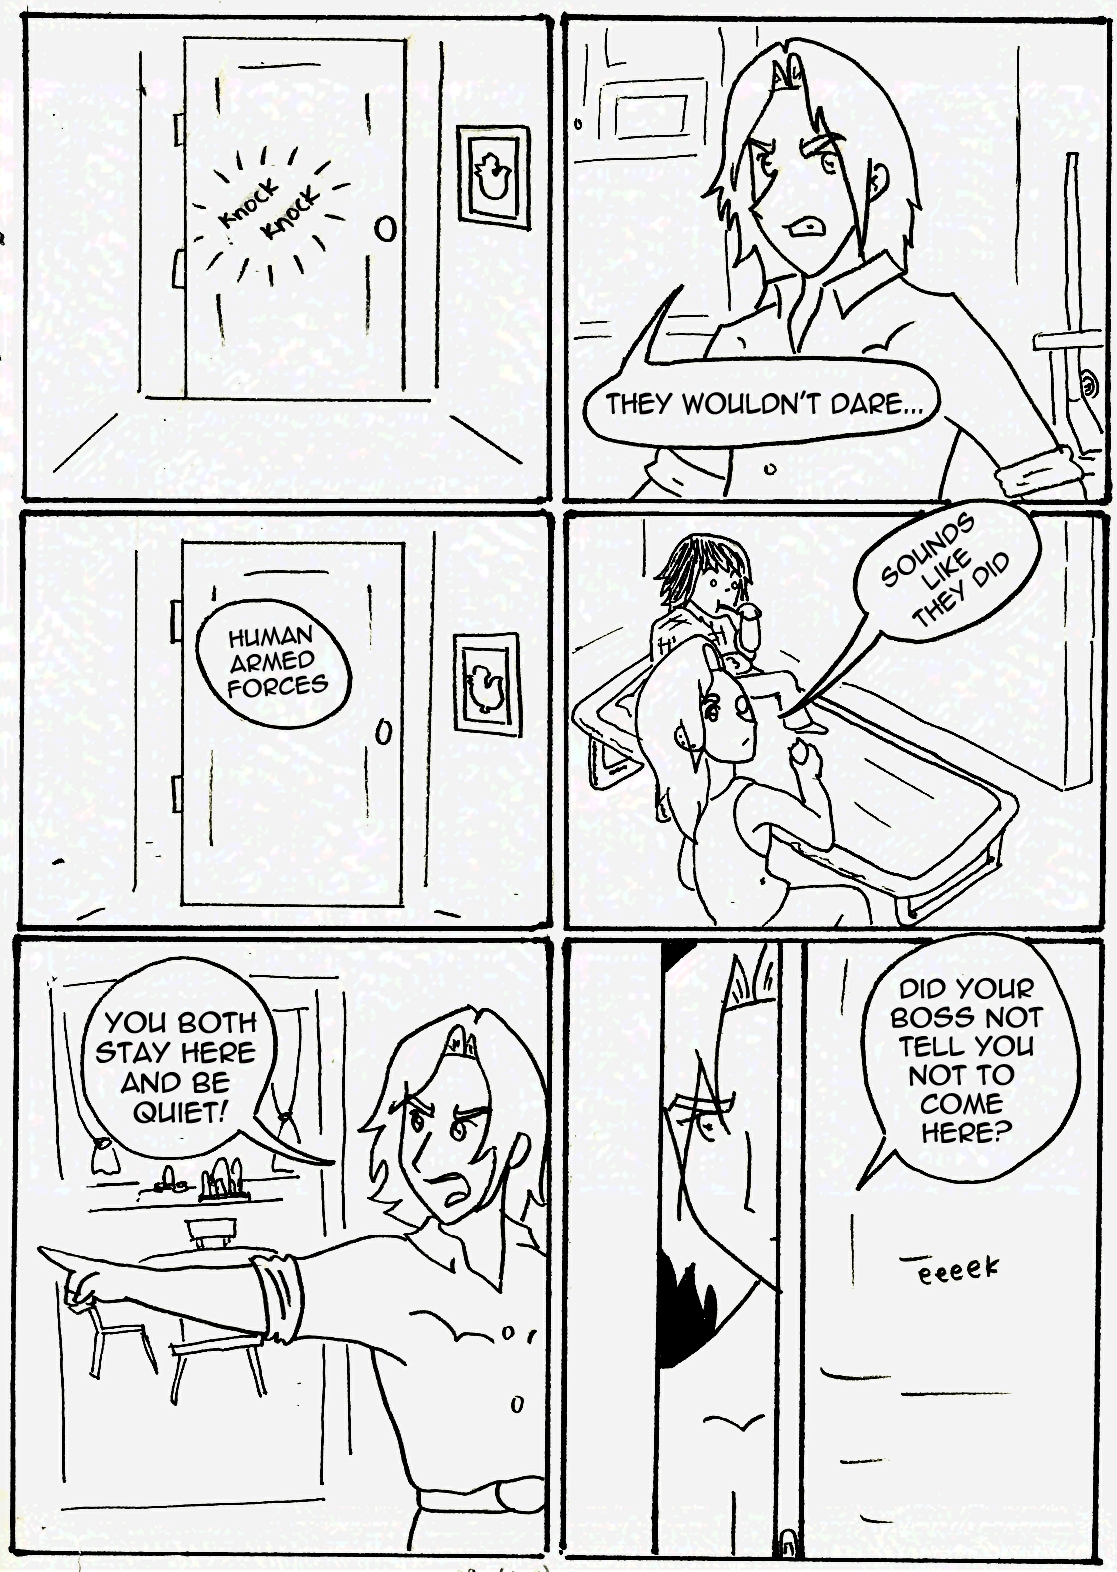 Knock
Knock
THEY WOULDN'T DARE...
HUMAN
ARMED
FORCES
SOUNDS
LIKE
THEY DID
YOU BOTH
STAY HERE
AND BE
QUIET!
DID YOUR
BOSS NOT
TELL YOU
NOT TO
COME
HERE?
eeeek